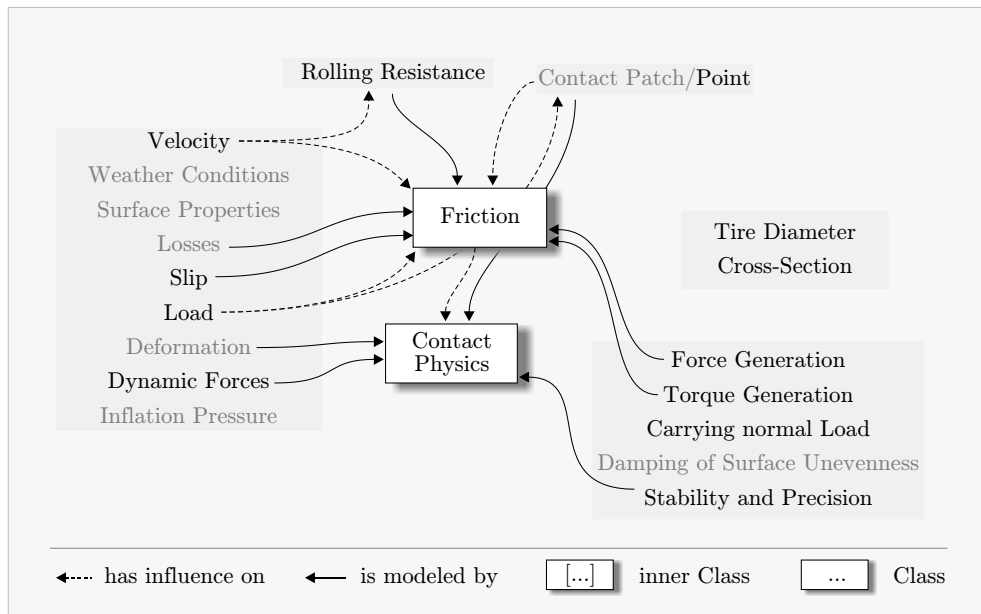 Rolling Resistance
Contact Patch/Point
Velocity
Weather Conditions
Surface Properties
Losses
Slip
Load
Deformation
Dynamic Forces
Inflation Pressure
Friction
Contact
Physics
Tire Diameter
Cross-Section
Force Generation
Torque Generation
Carrying normal Load
Damping of Surface Unevenness
Stability and Precision
has influence on
is modeled by
[...]
inner Class
...
Class